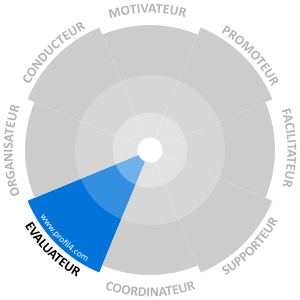 MOTIVATEUR
PROMOTEUR
FACILITATEUR
SUPPORTEUR
COORDINATEUR
EVALUATEUR
ORGANISATEUR
CONDUCTEUR
www.profil4.com